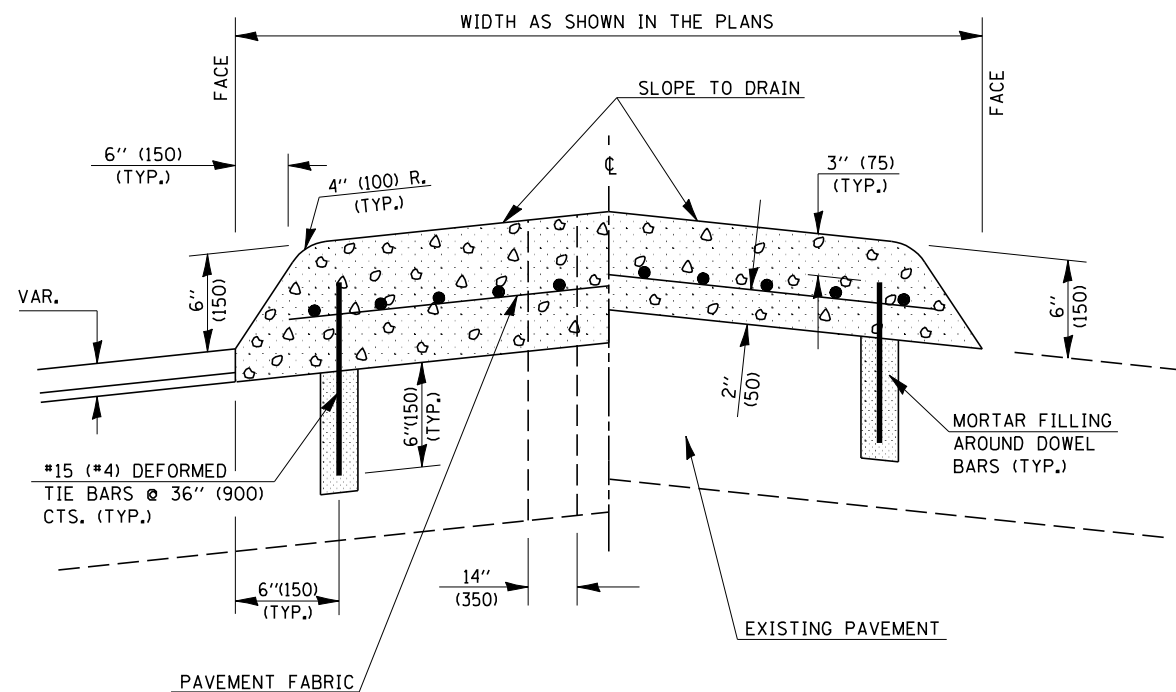 WIDTH AS SHOWN IN THE PLANS
FACE
FACE
SLOPE TO DRAIN
6'' (150)
(TYP.)
4'' (100) R.
(TYP.)
℄
3'' (75)
(TYP.)
VAR.
6''
(150)
6''
(150)
2''
(50)
6''(150)
(TYP.)
MORTAR FILLING
AROUND DOWEL
BARS (TYP.)
#15 (#4) DEFORMED
TIE BARS @ 36'' (900)
CTS. (TYP.)
6''(150)
(TYP.)
14''
(350)
EXISTING PAVEMENT
PAVEMENT FABRIC